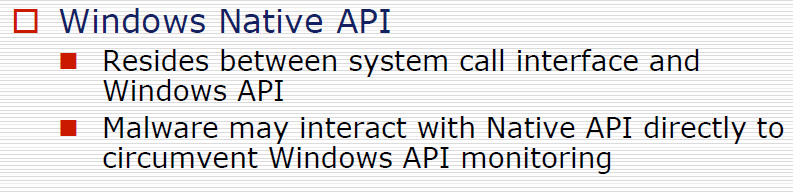 Windows Native API
Resides between system call interface and
Windows API
Malware may interact with Native API directly to
circumvent Windows API monitoring